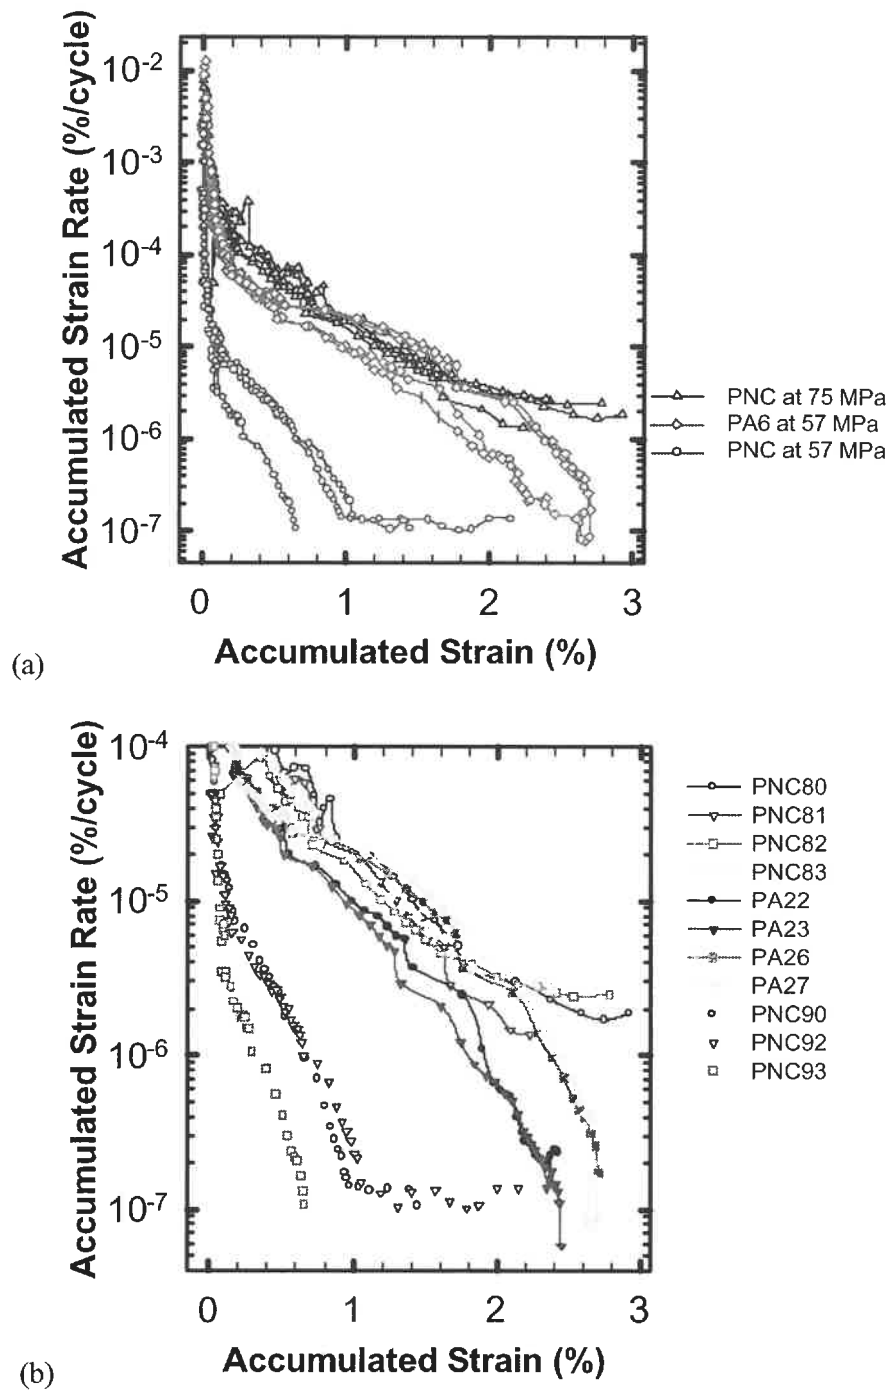 Accumulated Strain Rate (%/cycle)
10⁻²
10⁻³
10⁻⁴
10⁻⁵
10⁻⁶
10⁻⁷
0 1 2 3
Accumulated Strain (%)
PNC at 75 MPa
PA6 at 57 MPa
PNC at 57 MPa
(a)
Accumulated Strain Rate (%/cycle)
10⁻⁴
10⁻⁵
10⁻⁶
10⁻⁷
0 1 2 3
Accumulated Strain (%)
PNC80
PNC81
PNC82
PNC83
PA22
PA23
PA26
PA27
PNC90
PNC92
PNC93
(b)